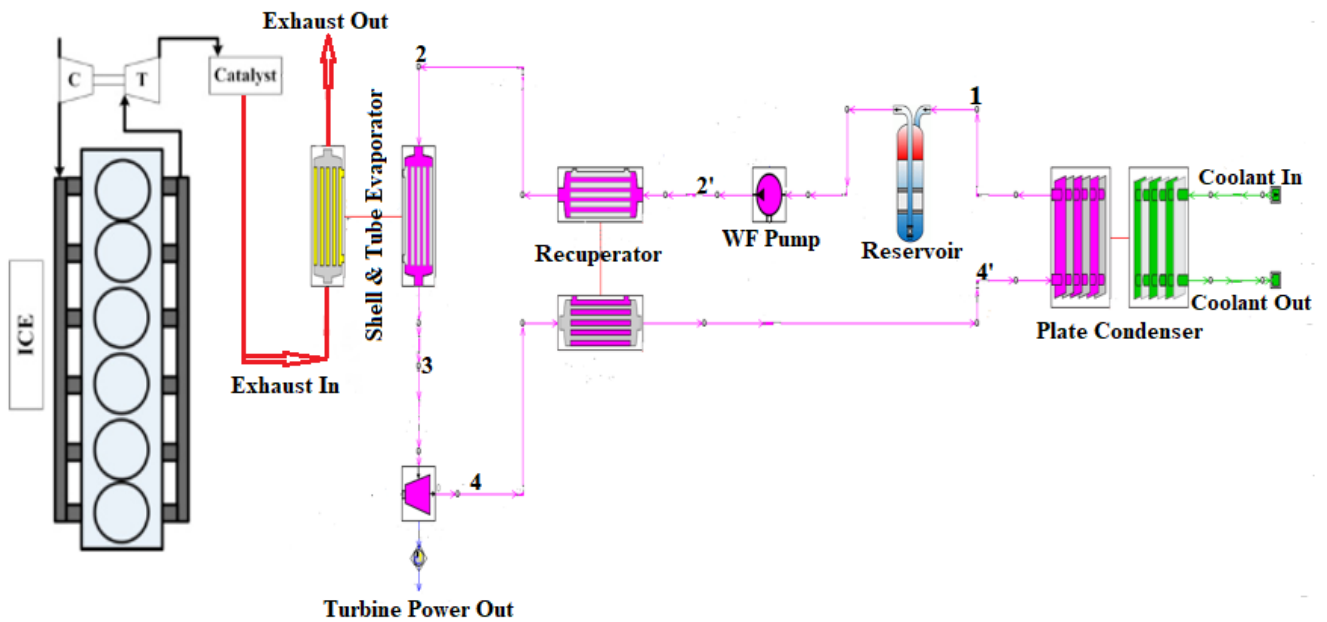 Exhaust Out
C
T
Catalyst
2
1
Shell & Tube Evaporator
Coolant In
2'
WF Pump
Reservoir
Recuperator
4'
Coolant Out
Plate Condenser
ICE
3
Exhaust In
4
Turbine Power Out